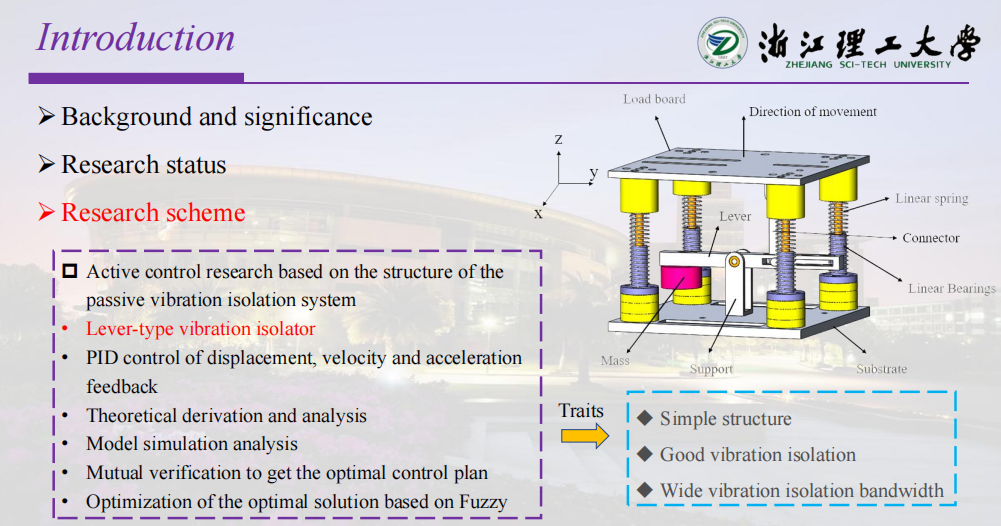 Introduction
浙江理工大学
ZHEJIANG SCI-TECH UNIVERSITY
Background and significance
Research status
Research scheme
Active control research based on the structure of the
passive vibration isolation system
Lever-type vibration isolator
PID control of displacement, velocity and acceleration
feedback
Theoretical derivation and analysis
Model simulation analysis
Mutual verification to get the optimal control plan
Optimization of the optimal solution based on Fuzzy
Load board
Direction of movement
z
y
x
Linear spring
Lever
Connector
Linear Bearings
Mass
Support
Substrate
Traits
Simple structure
Good vibration isolation
Wide vibration isolation bandwidth